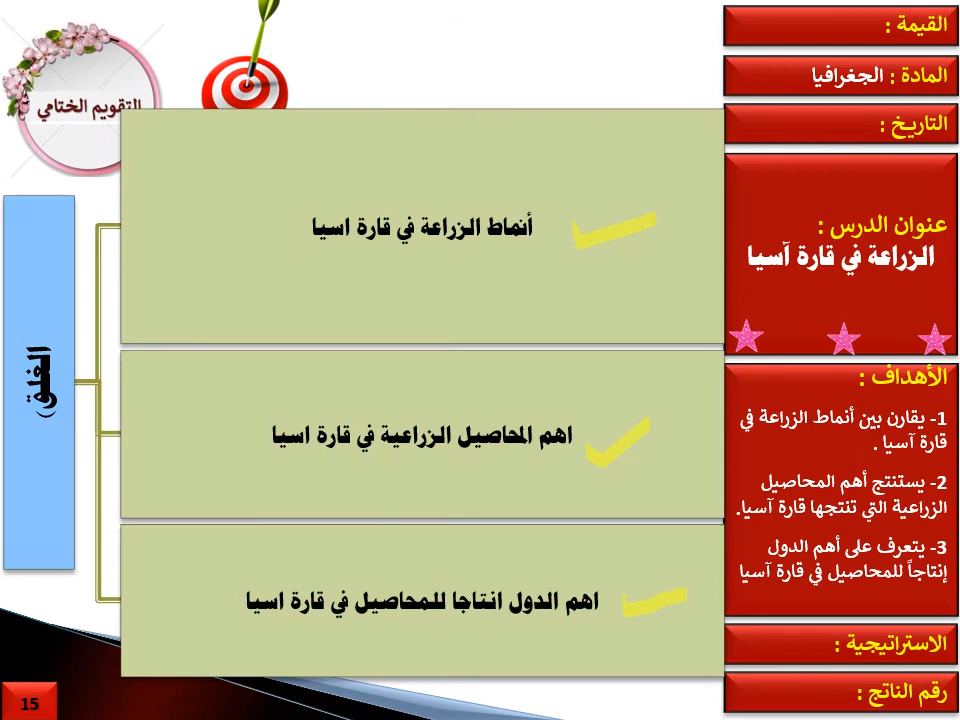 القيمة :
المادة : الجغرافيا
التاريخ :
عنوان الدرس :
الزراعة في قارة آسيا
الأهداف :
1- يقارن بين أنماط الزراعة في
قارة آسيا .
2- يستنتج أهم المحاصيل
الزراعية التي تنتجها قارة آسيا.
3- يتعرف على أهم الدول
إنتاجاً للمحاصيل في قارة آسيا
الاستراتيجية :
رقم الناتج :
التقويم الختامي
أنماط الزراعة في قارة اسيا
اهم المحاصيل الزراعية في قارة اسيا
اهم الدول انتاجا للمحاصيل في قارة اسيا
الغلق)
15